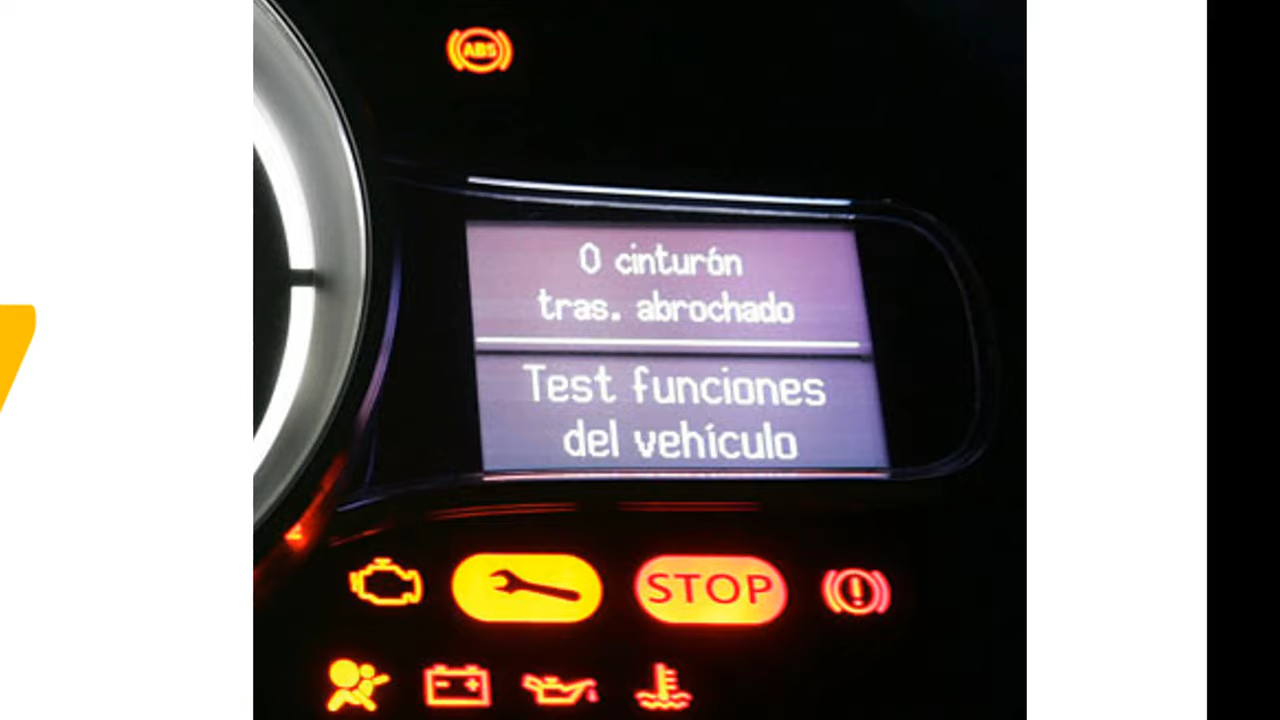 ABS
0 cinturón
tras. abrochado
Test funciones
del vehículo
STOP